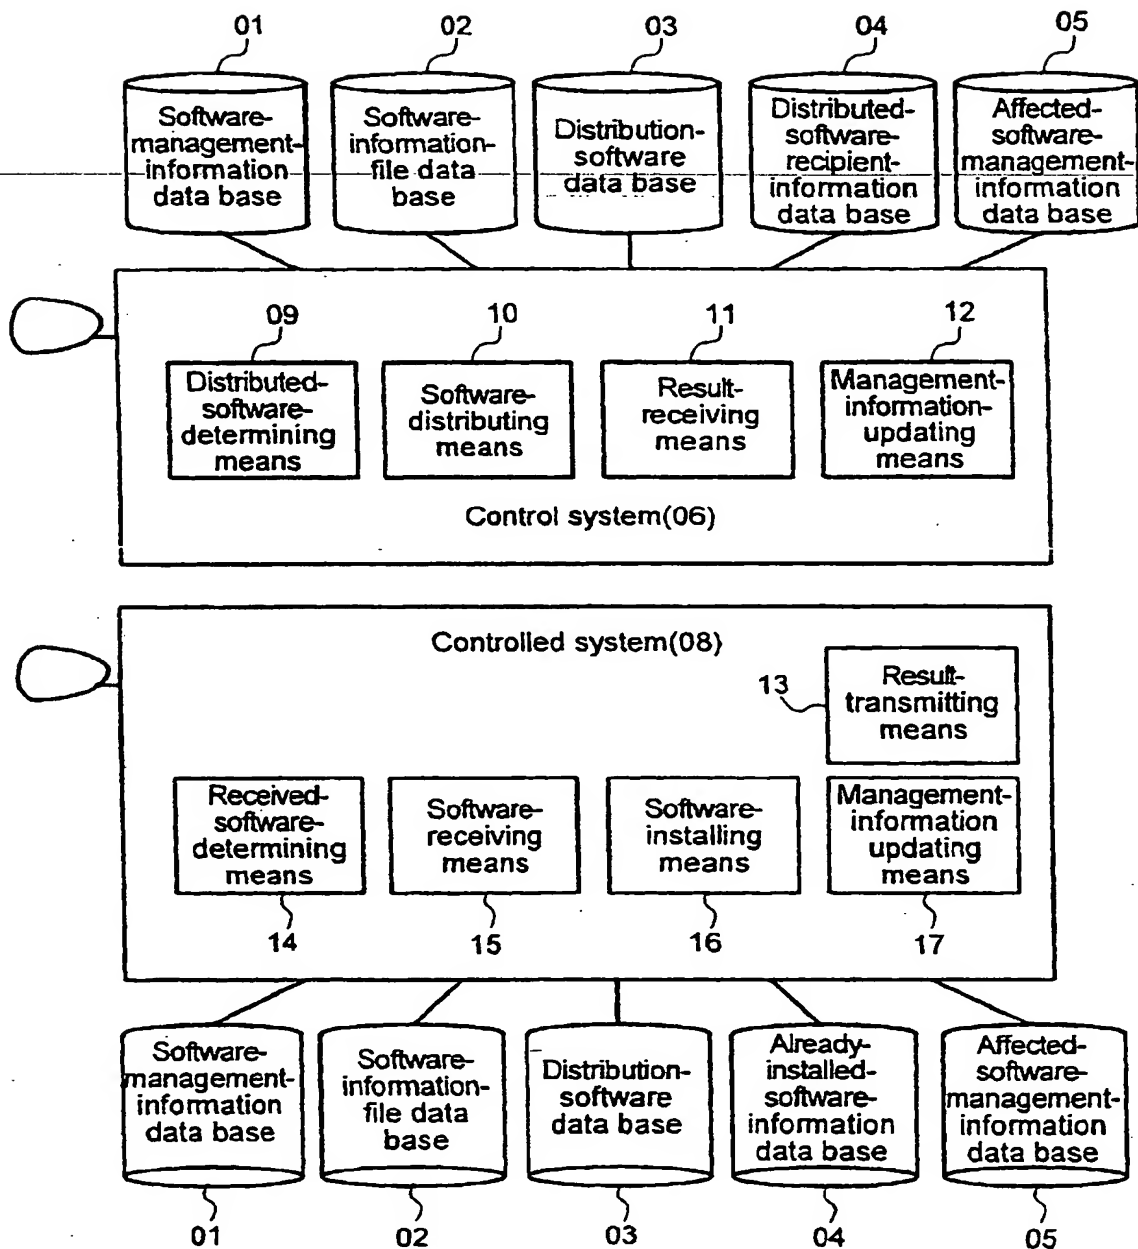 01 02 03 04 05
Software-
management-
information
data base
Software-
information-
file data
base
Distribution-
software
data base
Distributed-
software-
recipient-
information
data base
Affected-
software-
management-
information
data base
09 10 11 12
Distributed-
software-
determining
means
Software-
distributing
means
Result-
receiving
means
Management-
information-
updating
means
Control system(06)
Controlled system(08)
13
Result-
transmitting
means
Received-
software-
determining
means
Software-
receiving
means
Software-
installing
means
Management-
information
updating
means
14 15 16 17
Software-
management-
information
data base
Software-
information-
file data
base
Distribution-
software
data base
Already-
installed-
software-
information
data base
Affected-
software-
management-
information
data base
01 02 03 04 05